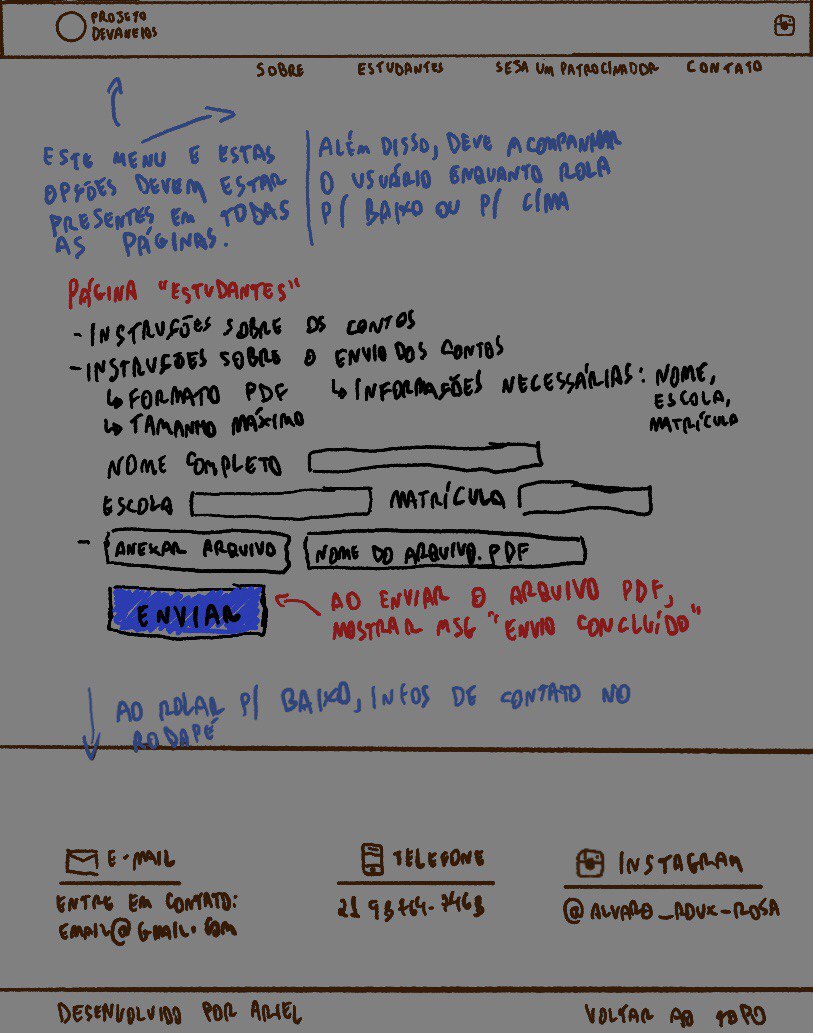 PROJETO
DEVANEIOS
SOBRE ESTUDANTES SEJA UM PATROCINADOR CONTATO
ESTE MENU E ESTAS
OPÇÕES DEVEM ESTAR
PRESENTES EM TODAS
AS PÁGINAS.
ALÉM DISSO, DEVE ACOMPANHAR
O USUÁRIO ENQUANTO ROLA
P/ BAIXO OU P/ CIMA
PÁGINA "ESTUDANTES"
- INSTRUÇÕES SOBRE OS CONTOS
- INSTRUÇÕES SOBRE O ENVIO DOS CONTOS
↳ FORMATO PDF ↳ INFORMAÇÕES NECESSÁRIAS: NOME,
ESCOLA,
↳ TAMANHO MÁXIMO MATRÍCULA
NOME COMPLETO
ESCOLA MATRÍCULA
- ANEXAR ARQUIVO NOME DO ARQUIVO.PDF
ENVIAR
AO ENVIAR O ARQUIVO PDF,
MOSTRAR MSG "ENVIO CONCLUÍDO"
AO ROLAR P/ BAIXO, INFOS DE CONTATO NO
RODAPÉ
E-MAIL TELEFONE INSTAGRAM
ENTRE EM CONTATO:
EMAIL@GMAIL.COM
21
DESENVOLVIDO POR ARIEL VOLTAR AO TOPO